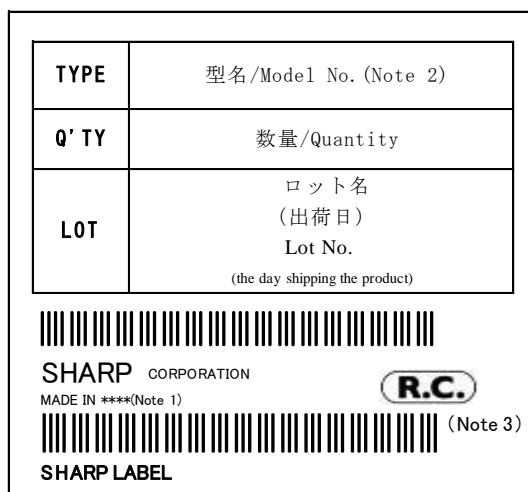 TYPE 型名/Model No.(Note 2)
Q'TY 数量/Quantity
LOT
ロット名
(出荷日)
Lot No.
(the day shipping the product)
SHARP CORPORATION
MADE IN ****(Note 1)
R.C.
(Note 3)
SHARP LABEL